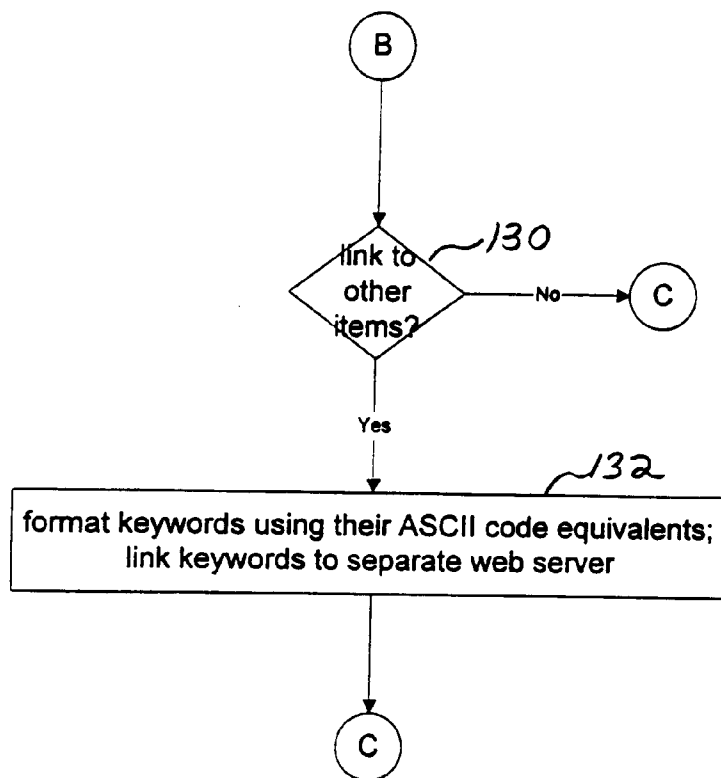 B
130
link to
other
items?
No
C
Yes
132
format keywords using their ASCII code equivalents;
link keywords to separate web server
C